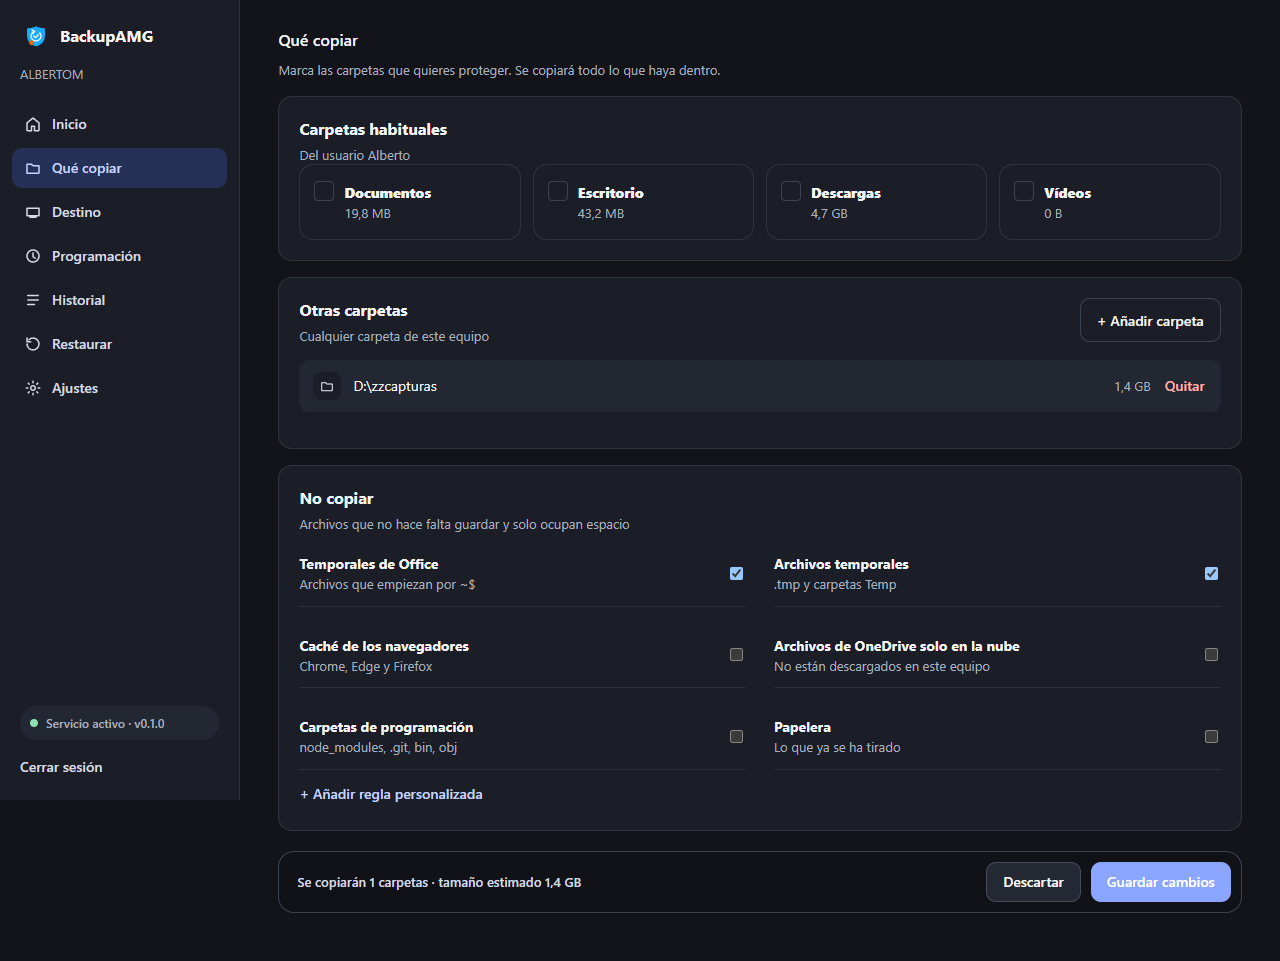 BackupAMG
ALBERTOM
Inicio
Qué copiar
Destino
Programación
Historial
Restaurar
Ajustes
Servicio activo · v0.1.0
Cerrar sesión
Qué copiar
Marca las carpetas que quieres proteger. Se copiará todo lo que haya dentro.
Carpetas habituales
Del usuario Alberto
Documentos
19,8 MB
Escritorio
43,2 MB
Descargas
4,7 GB
Vídeos
0 B
Otras carpetas
Cualquier carpeta de este equipo
+ Añadir carpeta
D:\zzcapturas
1,4 GB
Quitar
No copiar
Archivos que no hace falta guardar y solo ocupan espacio
Temporales de Office
Archivos que empiezan por ~$
Archivos temporales
.tmp y carpetas Temp
Caché de los navegadores
Chrome, Edge y Firefox
Archivos de OneDrive solo en la nube
No están descargados en este equipo
Carpetas de programación
node_modules, .git, bin, obj
Papelera
Lo que ya se ha tirado
+ Añadir regla personalizada
Se copiarán 1 carpetas · tamaño estimado 1,4 GB
Descartar
Guardar cambios